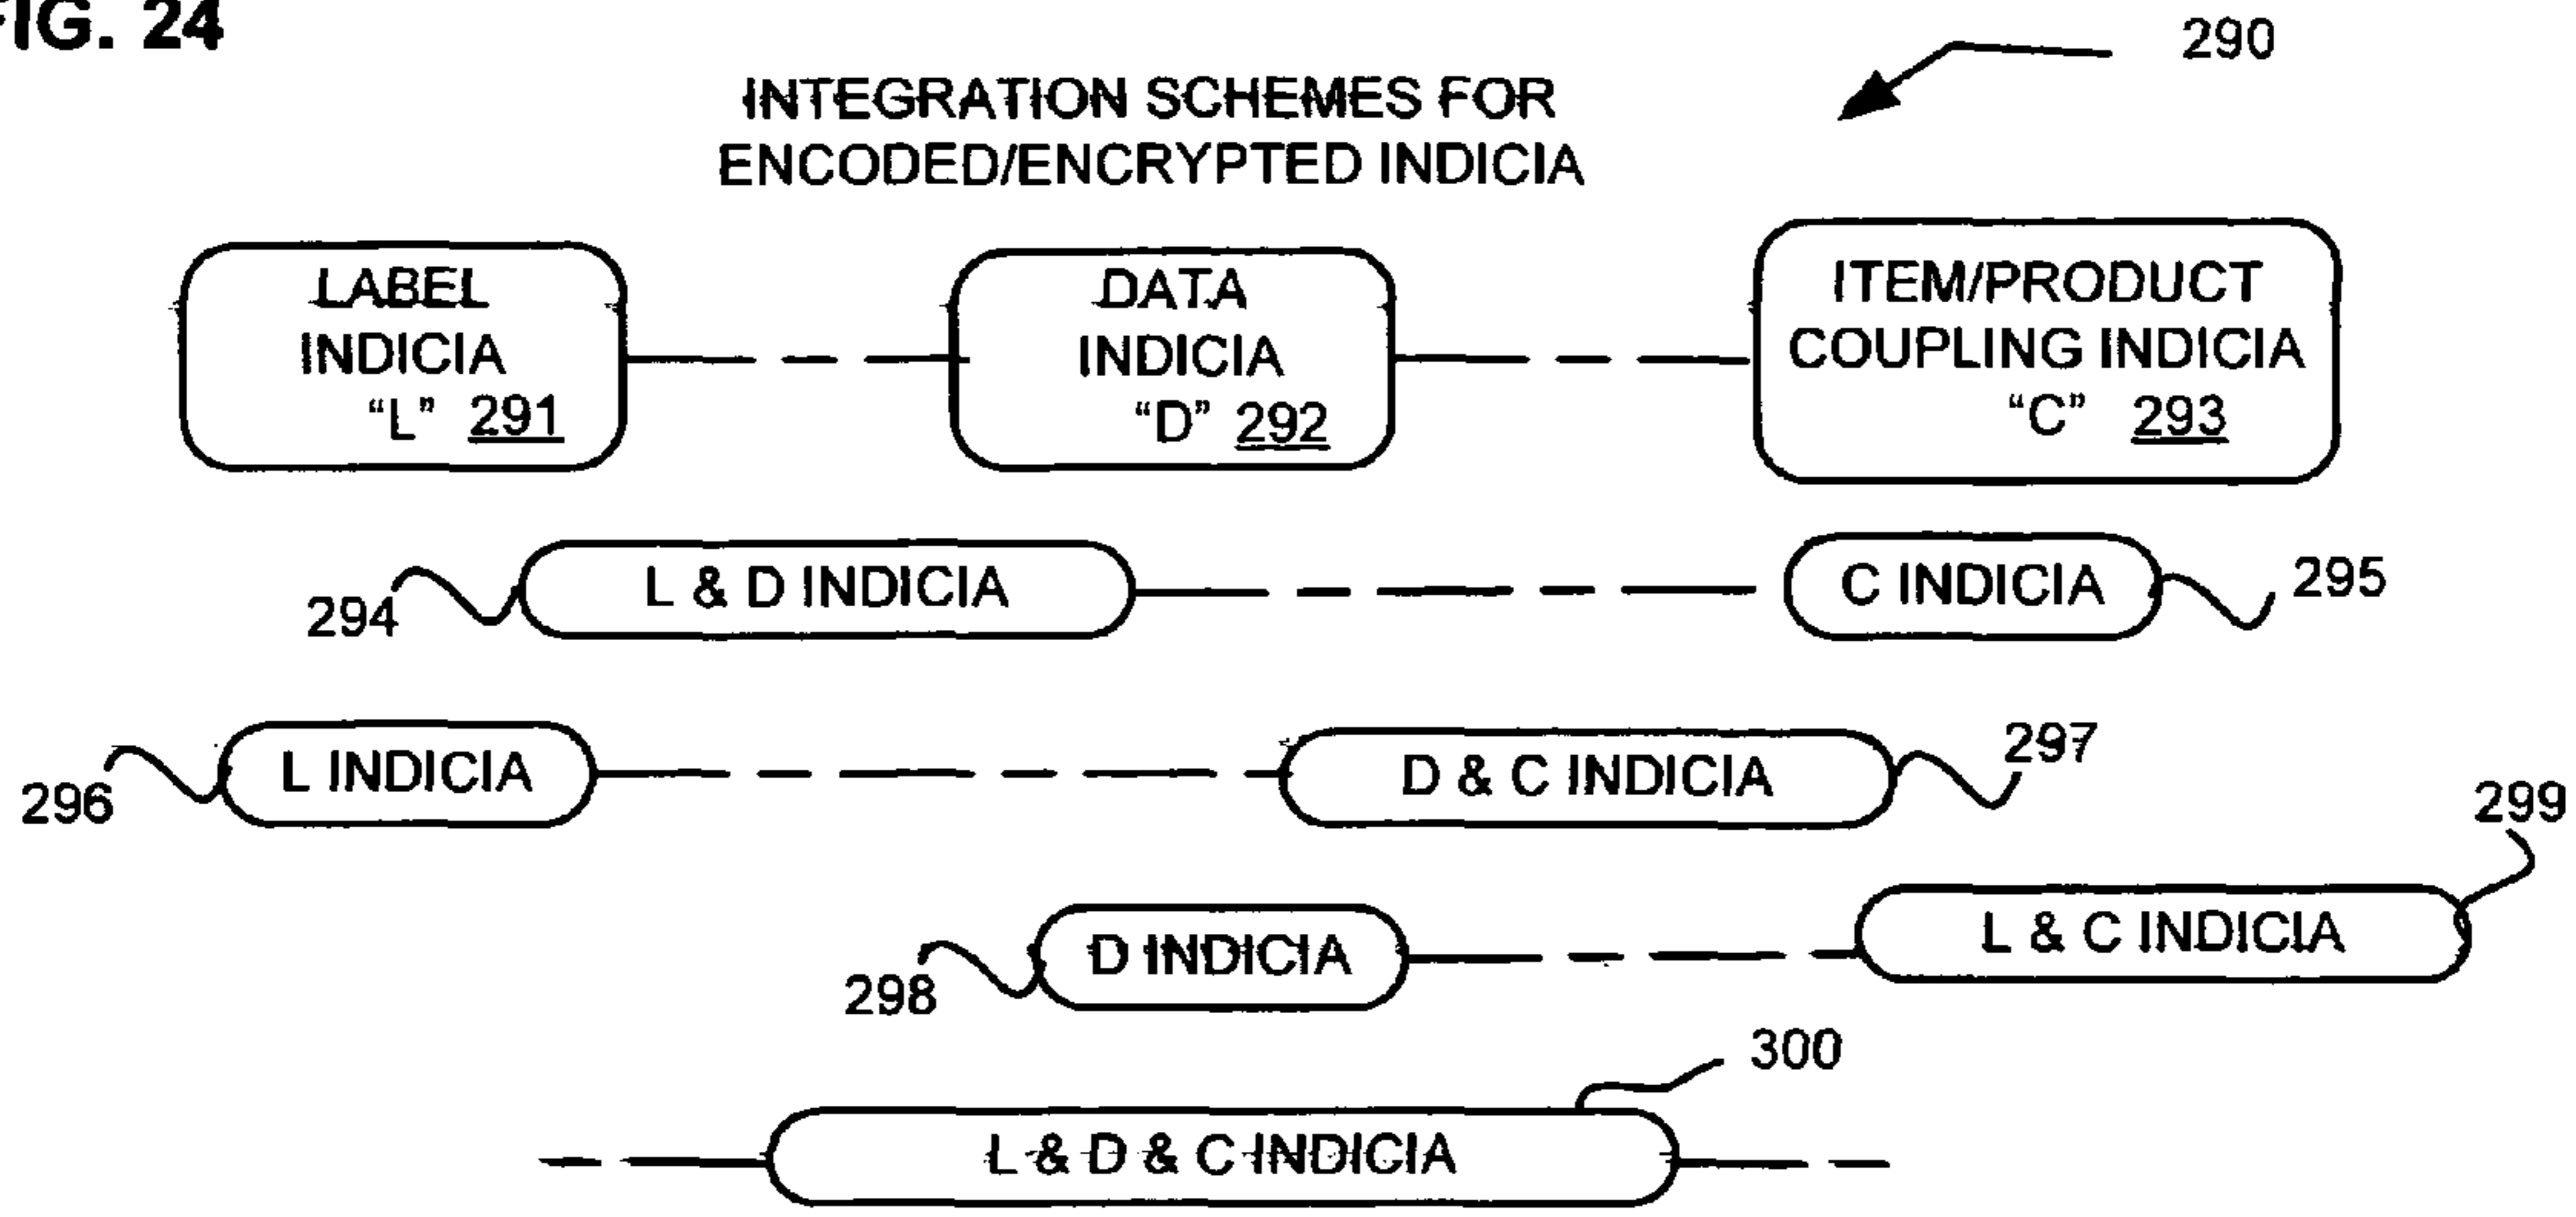 FIG. 24
290
INTEGRATION SCHEMES FOR
ENCODED/ENCRYPTED INDICIA
LABEL
INDICIA
“L” 291
DATA
INDICIA
“D” 292
ITEM/PRODUCT
COUPLING INDICIA
“C” 293
294
L & D INDICIA
C INDICIA
295
296
L INDICIA
D & C INDICIA
297
298
D INDICIA
L & C INDICIA
299
300
L & D & C INDICIA